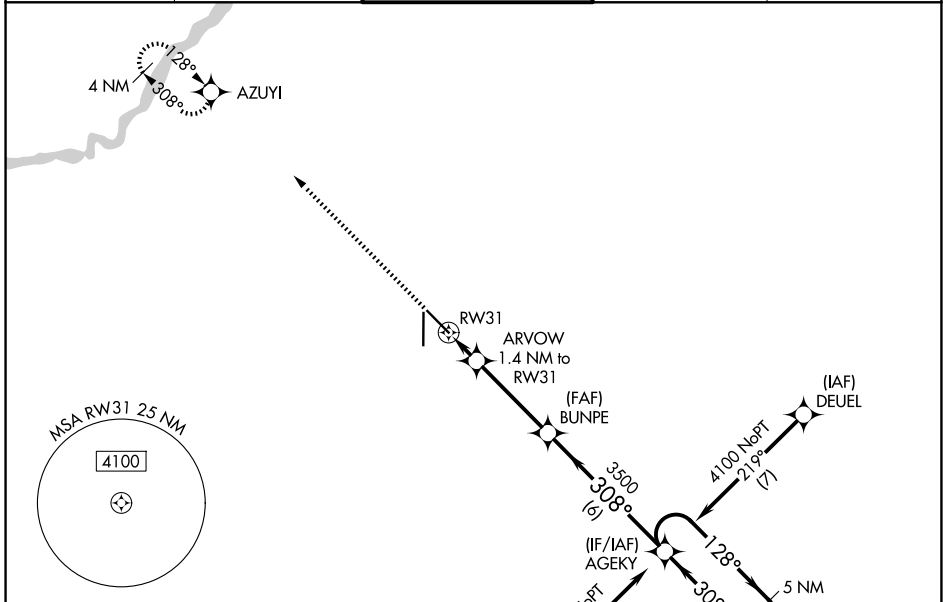 128°
4 NM
308°
AZUYI
RW31
ARVOW
1.4 NM to
RW31
(FAF)
BUNPE
(IAF)
DEUEL
MSA RW31 25 NM
4100
4100 NoPT
219°
(7)
3500
308°
(6)
(IF/IAF)
AGEKY
128°
5 NM